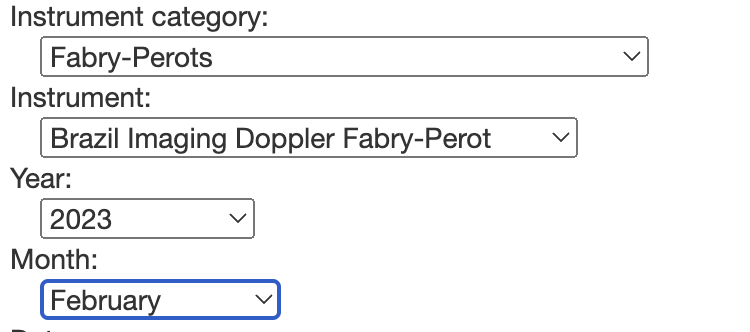 Instrument category:
Fabry-Perots
Instrument:
Brazil Imaging Doppler Fabry-Perot
Year:
2023
Month:
February